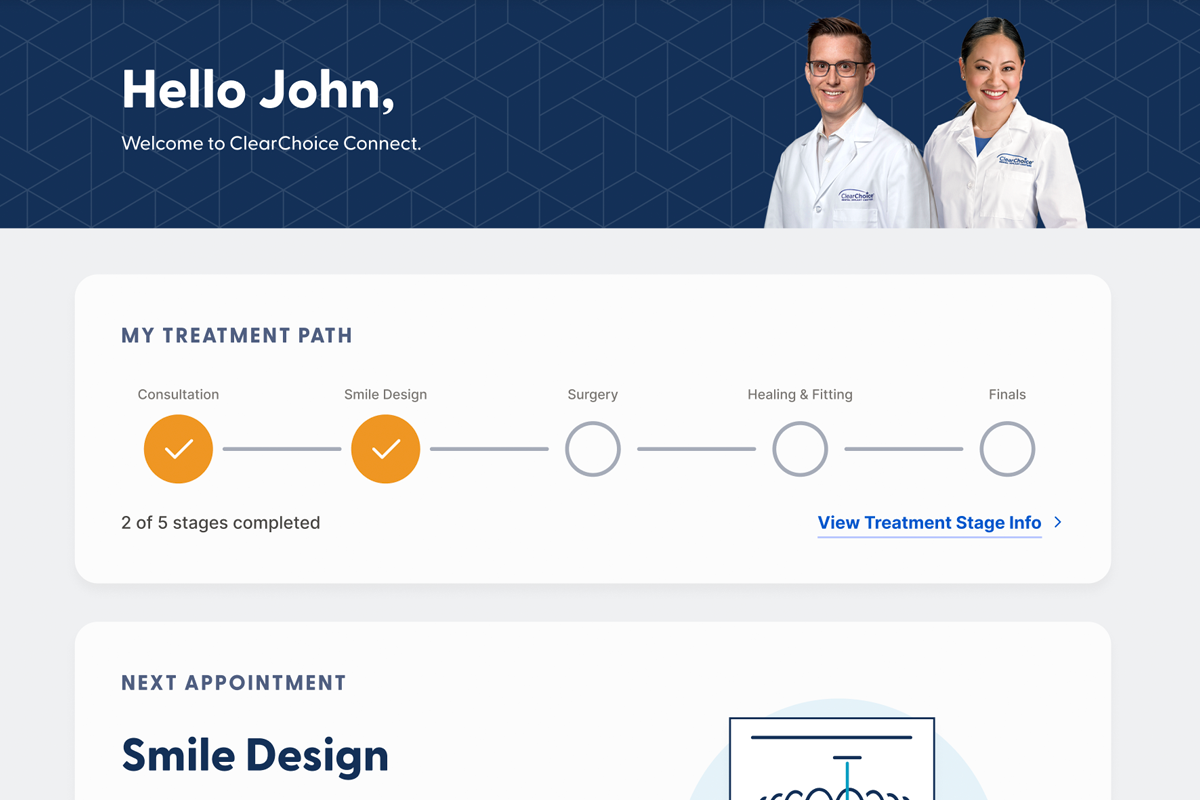 Hello John,
Welcome to ClearChoice Connect.
ClearChoice
ClearChoice
MY TREATMENT PATH
Consultation
Smile Design
Surgery
Healing & Fitting
Finals
2 of 5 stages completed
View Treatment Stage Info
NEXT APPOINTMENT
Smile Design